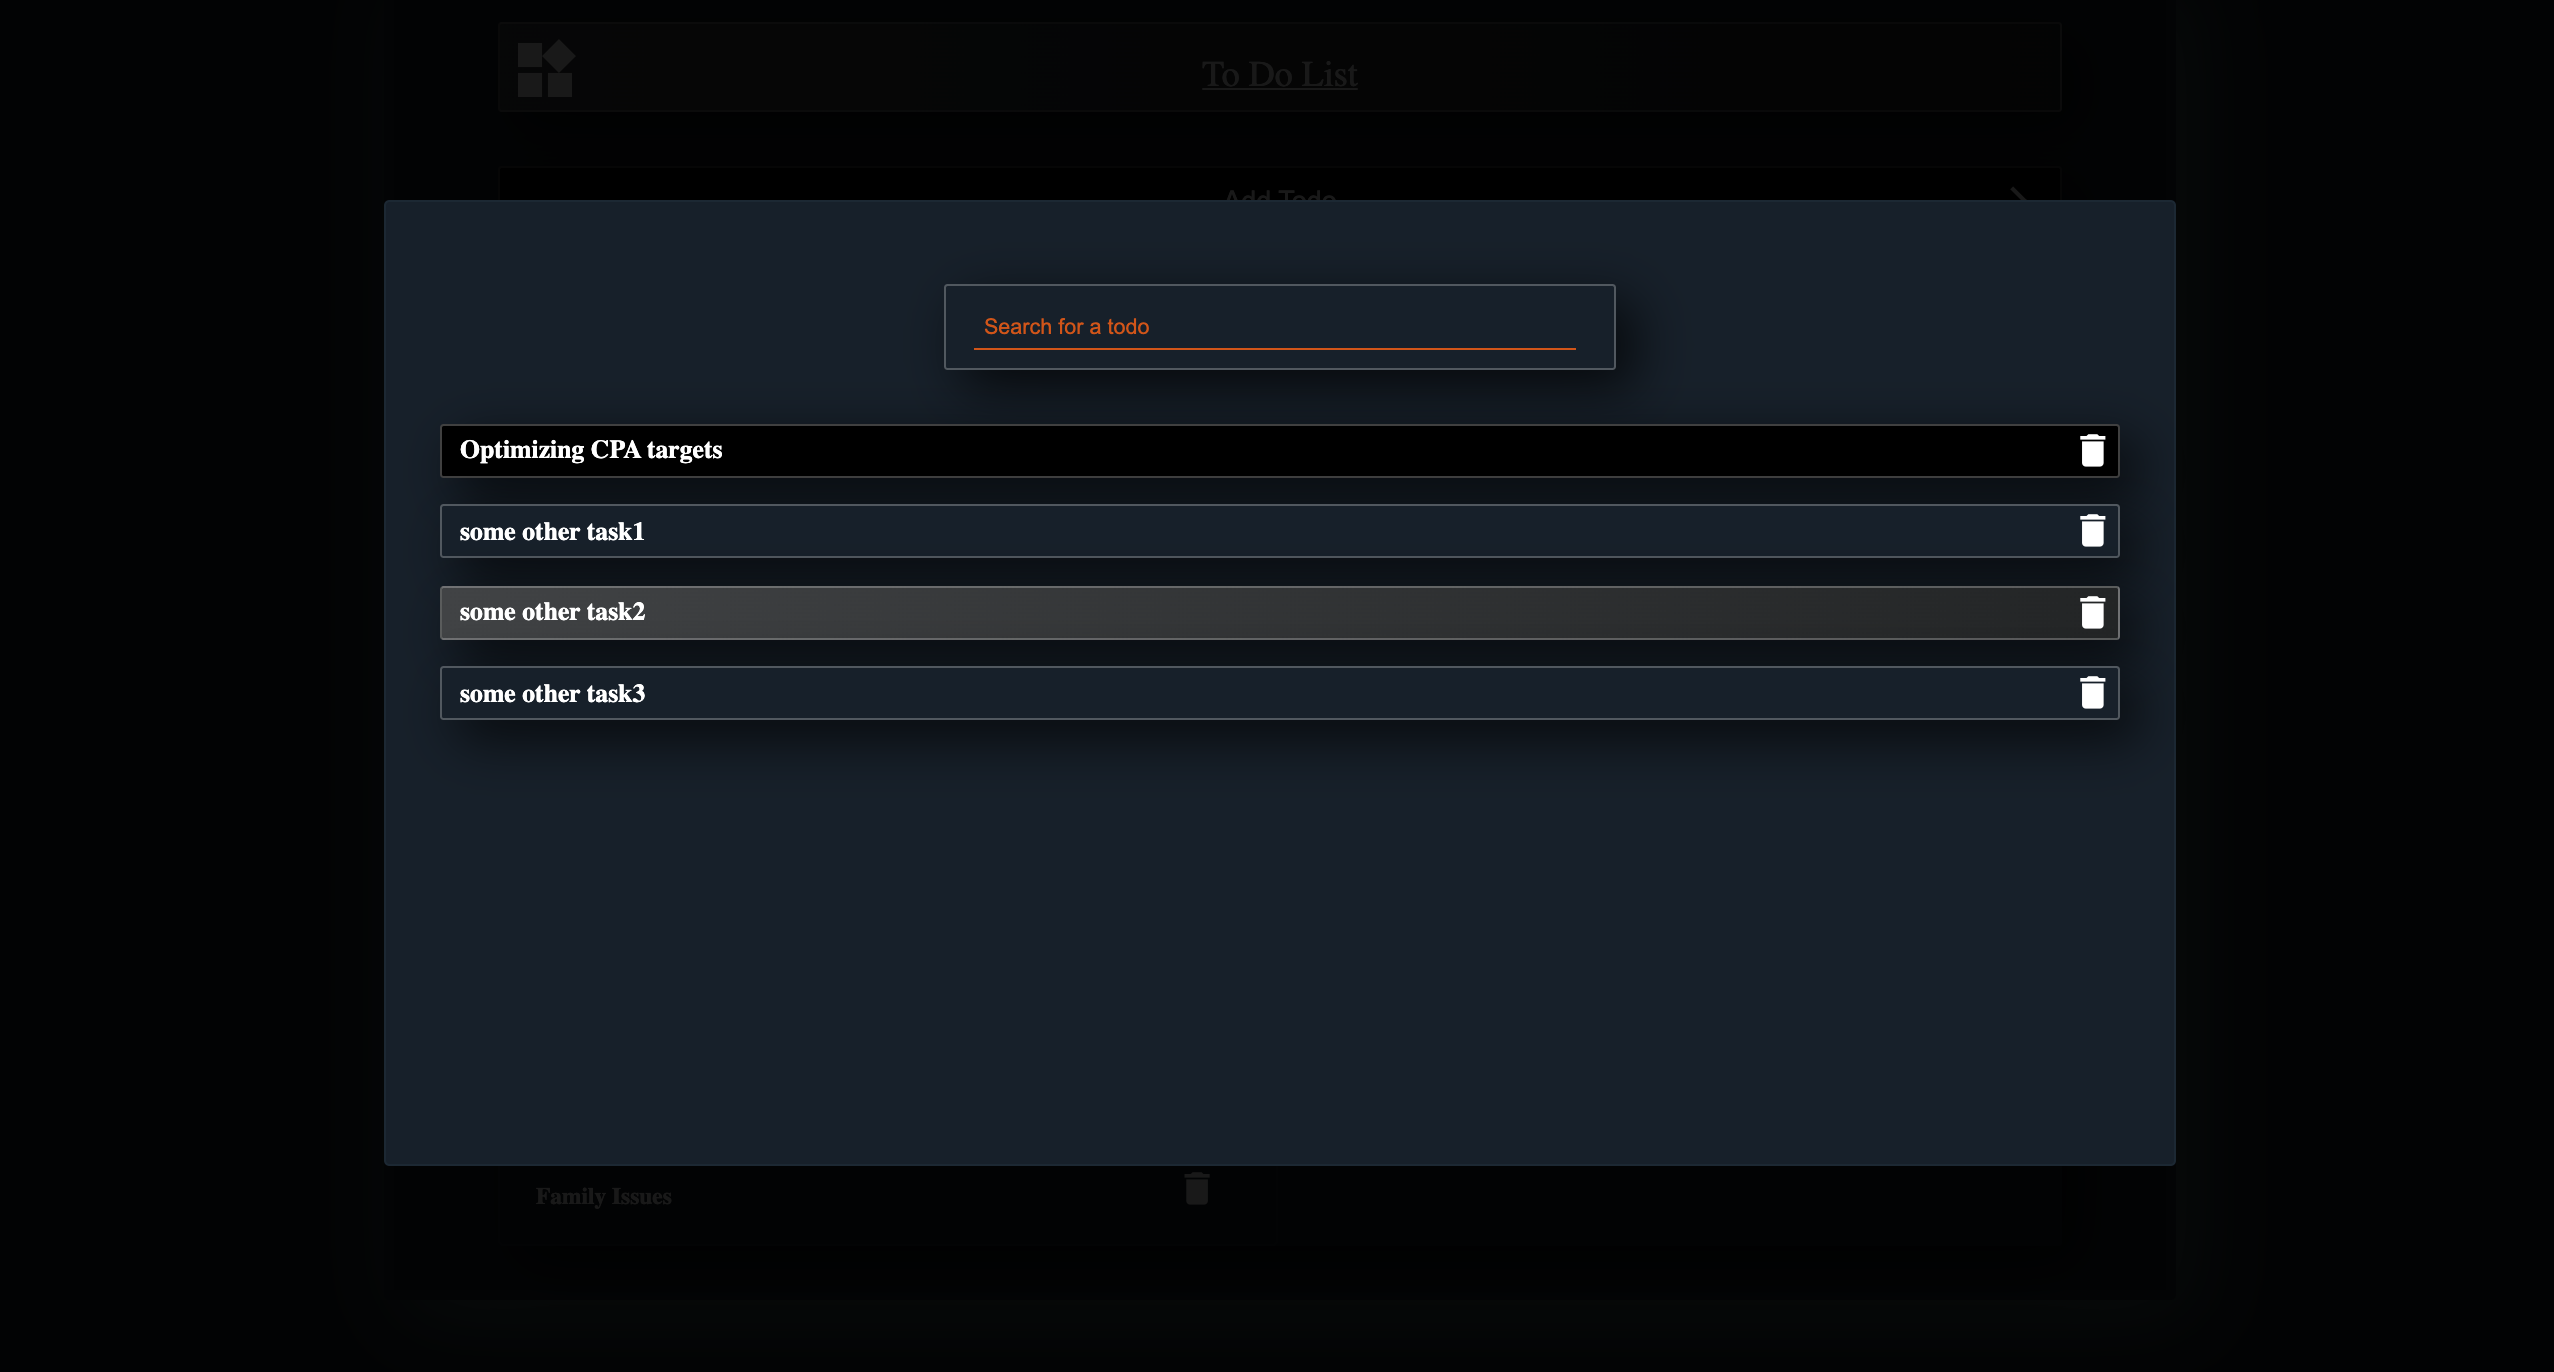 To Do List
Add Todo
Search for a todo
Optimizing CPA targets
some other task1
some other task2
some other task3
Family Issues